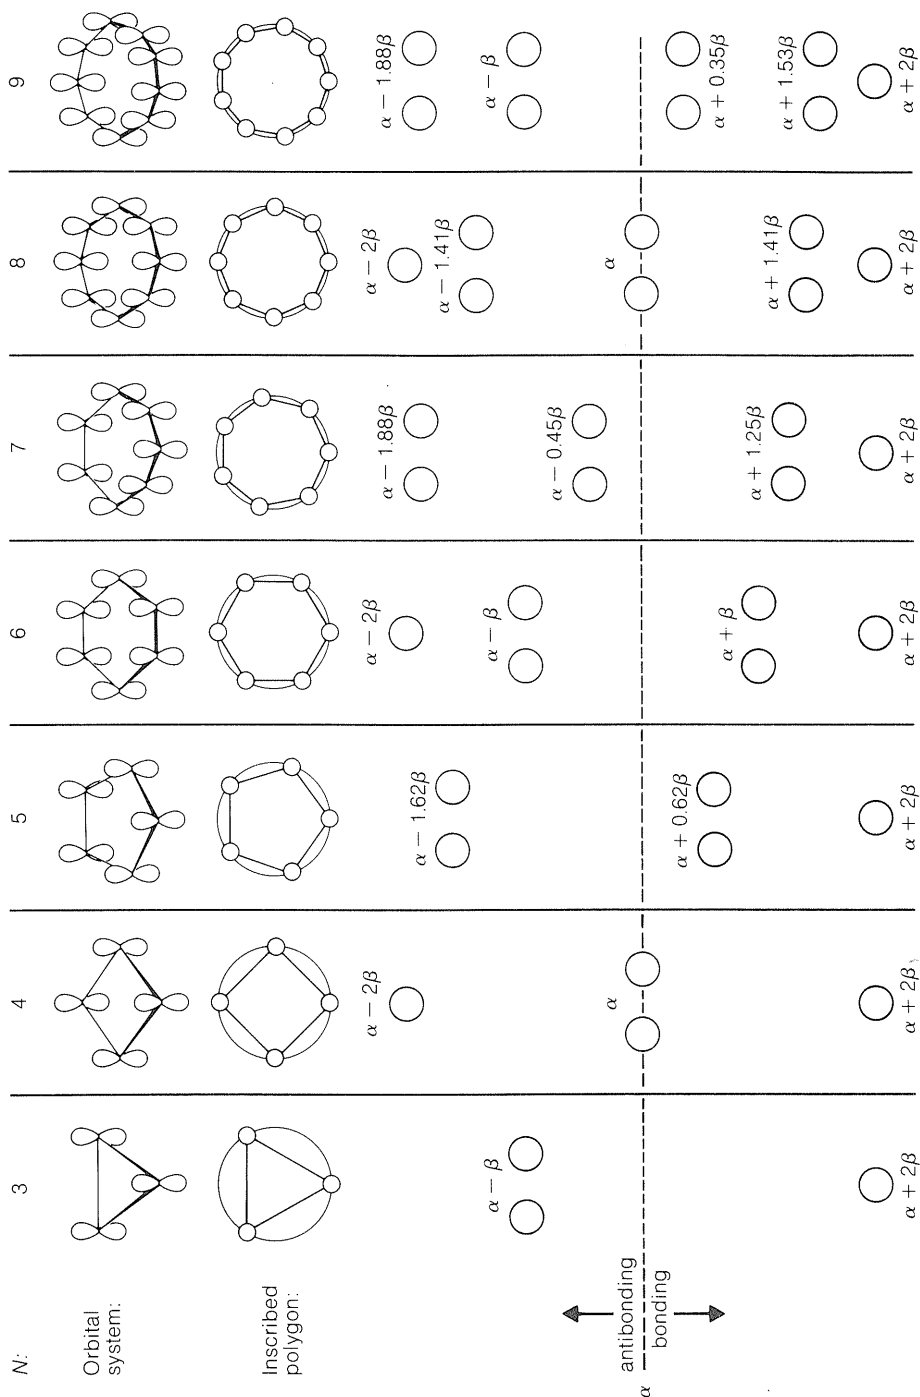 N: 3 4 5 6 7 8 9
Orbital
system:
Inscribed
polygon:
α − 2β α − 2β α − 2β
α − 1.88β α − 1.88β
α − 1.62β α − 1.41β
α − β α − β α − β
α − 0.45β
antibonding
α α α
bonding
α + 0.35β
α + 0.62β
α + β
α + 1.25β α + 1.41β α + 1.53β
α + 2β α + 2β α + 2β α + 2β α + 2β α + 2β α + 2β